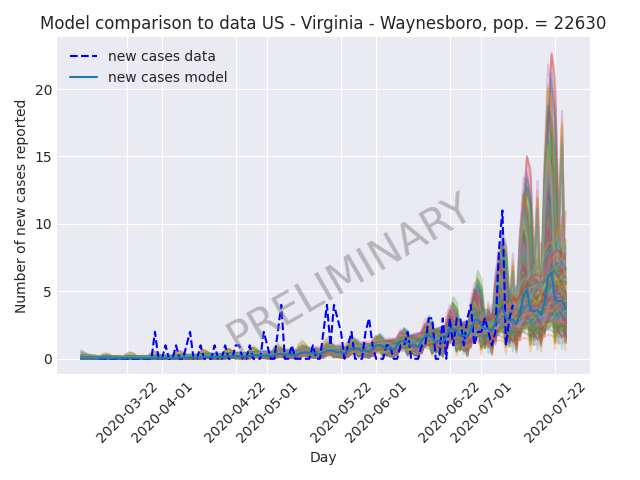 Model comparison to data US - Virginia - Waynesboro, pop. = 22630
new cases data
new cases model
20
15
10
5
0
Number of new cases reported
PRELIMINARY
2020-03-22
2020-04-01
2020-04-22
2020-05-01
2020-05-22
2020-06-01
2020-06-22
2020-07-01
2020-07-22
Day